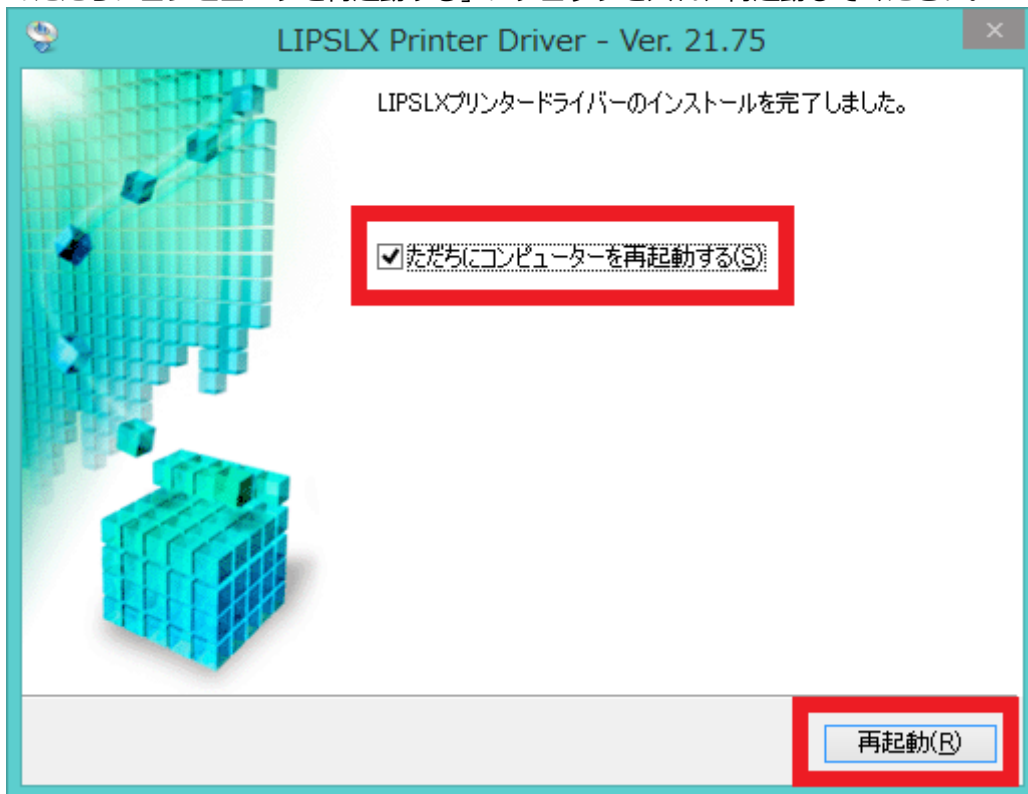 LIPSLX Printer Driver - Ver. 21.75
LIPSLXプリンタードライバーのインストールを完了しました。
ただちにコンピューターを再起動する(S)
再起動(R)